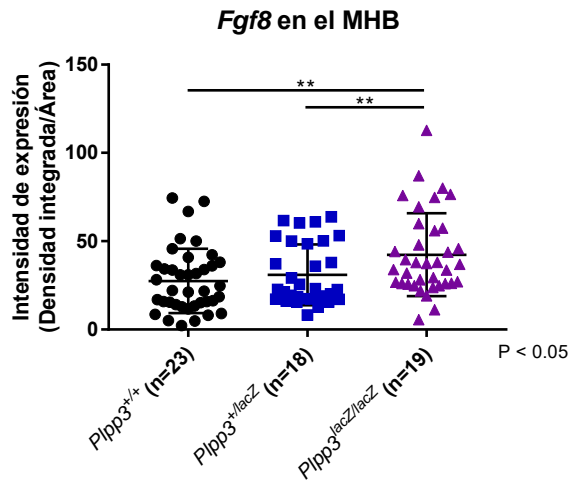 Fgf8 en el MHB
Intensidad de expresión
(Densidad integrada/Área)
150
100
50
0
**
**
Plpp3+/+ (n=23)
Plpp3+/lacZ (n=18)
Plpp3lacZ/lacZ (n=19)
P < 0.05